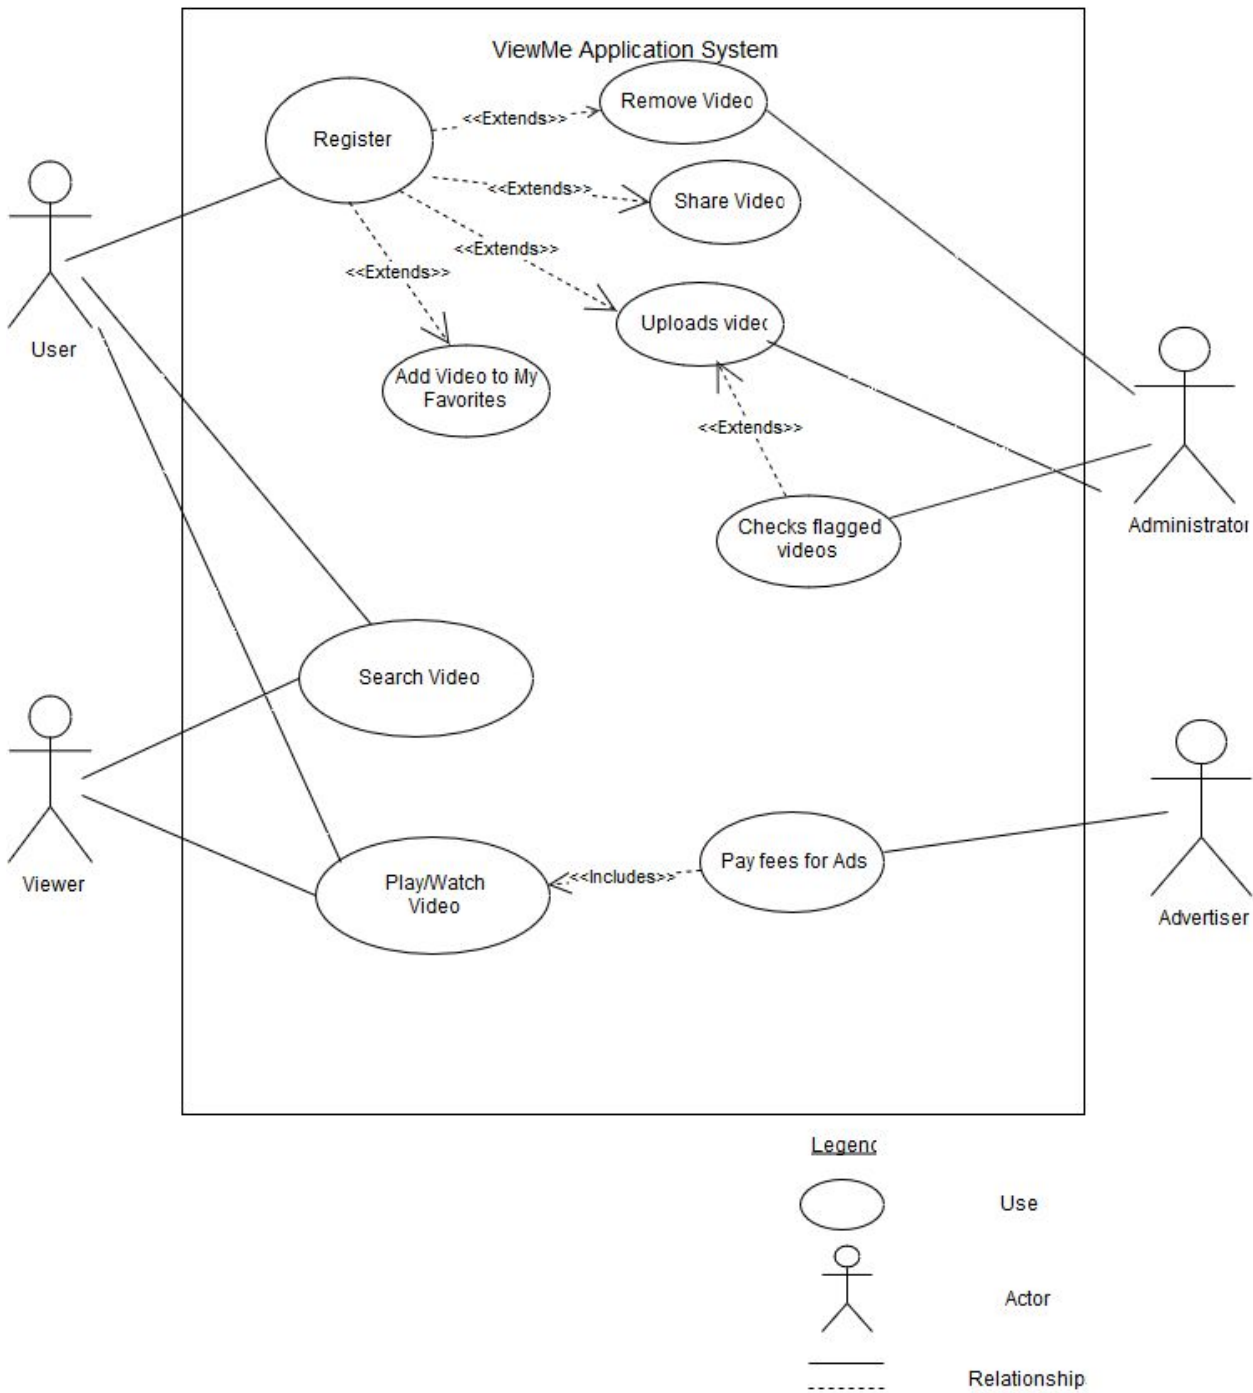 ViewMe Application System
Remove Video
<<Extends>>
Register
<<Extends>>
Share Video
<<Extends>>
<<Extends>>
Uploads video
User
Add Video to My
Favorites
<<Extends>>
Checks flagged
videos
Administrator
Search Video
Viewer
Play/Watch
Video
<<Includes>>
Pay fees for Ads
Advertiser
Legend
Use
Actor
Relationship